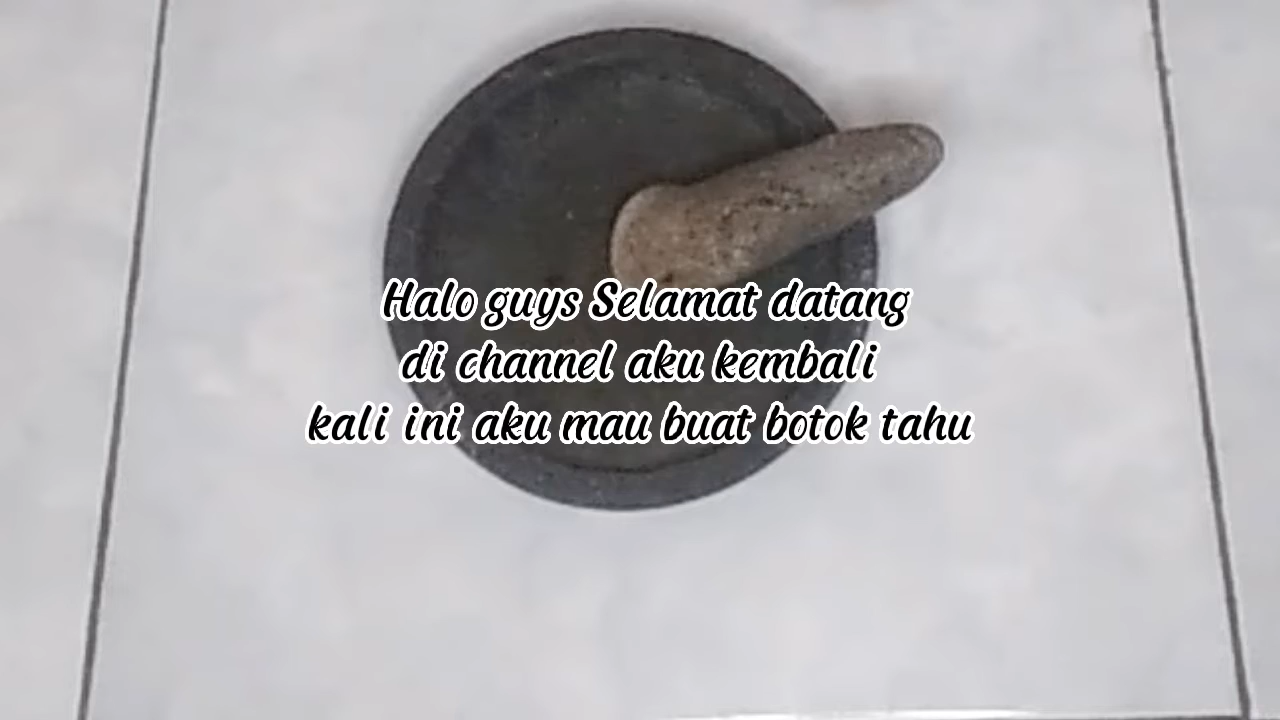 Halo guys Selamat datang
di channel aku kembali
kali ini aku mau buat botok tahu